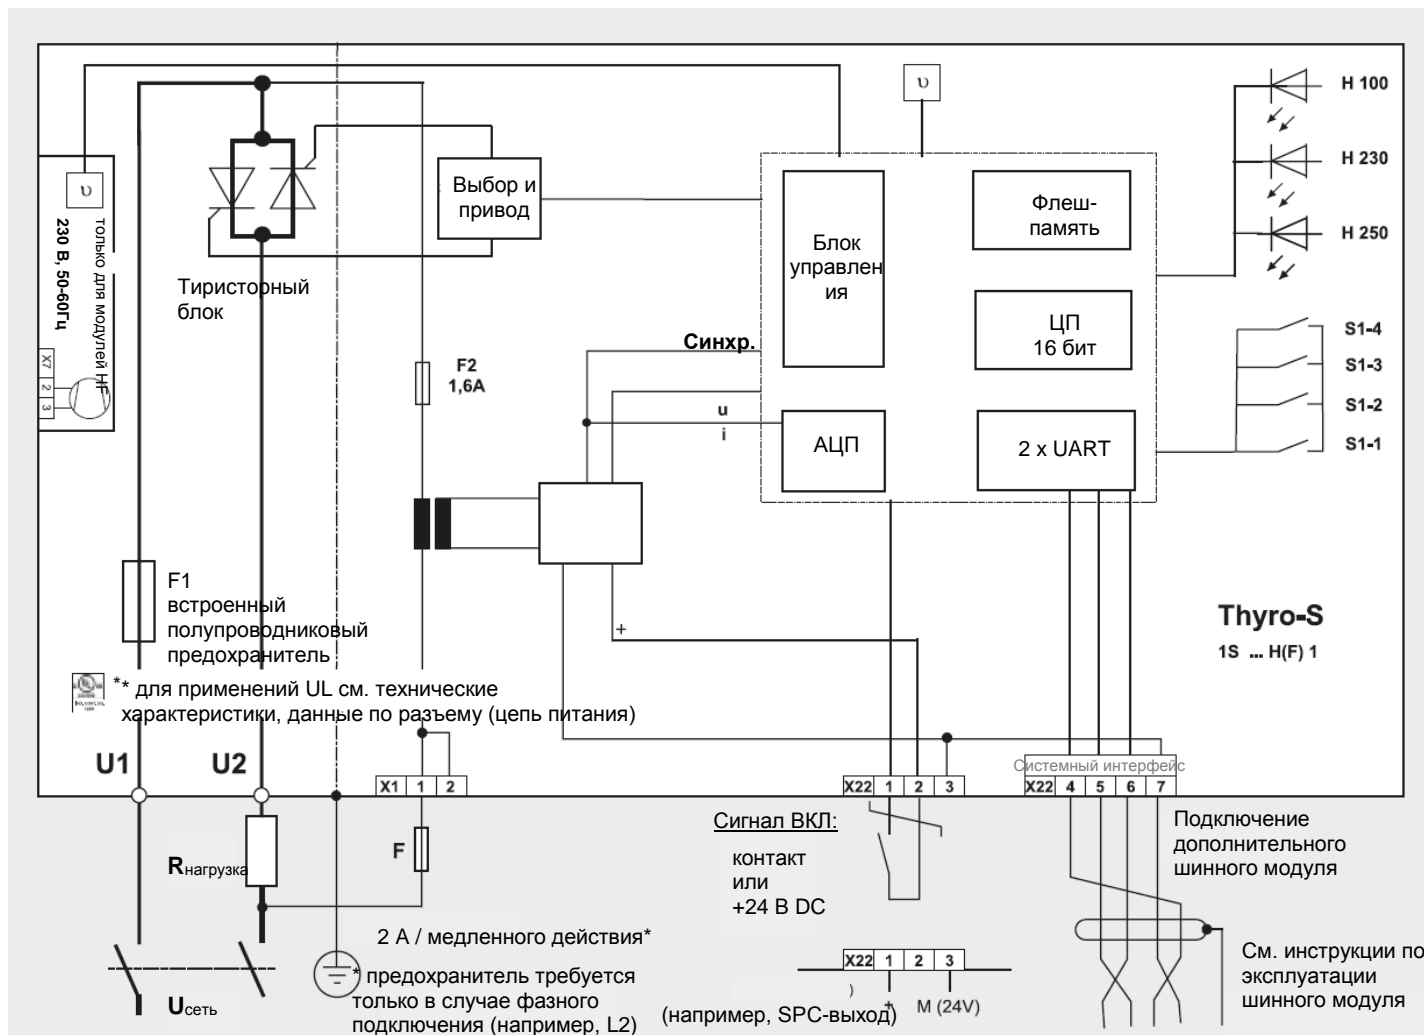 H 100
H 230
H 250
υ
υ
только для модулей HF
230 В, 50-60Гц
X7 2 3
Выбор и
привод
Тиристорный
блок
Блок
управлен
ия
Флеш-
память
ЦП
16 бит
Синхр.
u
i
АЦП
2 x UART
S1-4
S1-3
S1-2
S1-1
F2
1,6A
F1
встроенный
полупроводниковый
предохранитель
+
Thyro-S
1S ... H(F) 1
** для применений UL см. технические
характеристики, данные по разъему (цепь питания)
U1
U2
X1 1 2
X22 1 2 3
Системный интерфейс
X22 4 5 6 7
Rнагрузка
F
Сигнал ВКЛ:
контакт
или
+24 В DC
Подключение
дополнительного
шинного модуля
2 А / медленного действия*
* предохранитель требуется
только в случае фазного
подключения (например, L2)
Uсеть
X22 1 2 3
)
+
M (24V)
(например, SPC-выход)
См. инструкции по
эксплуатации
шинного модуля